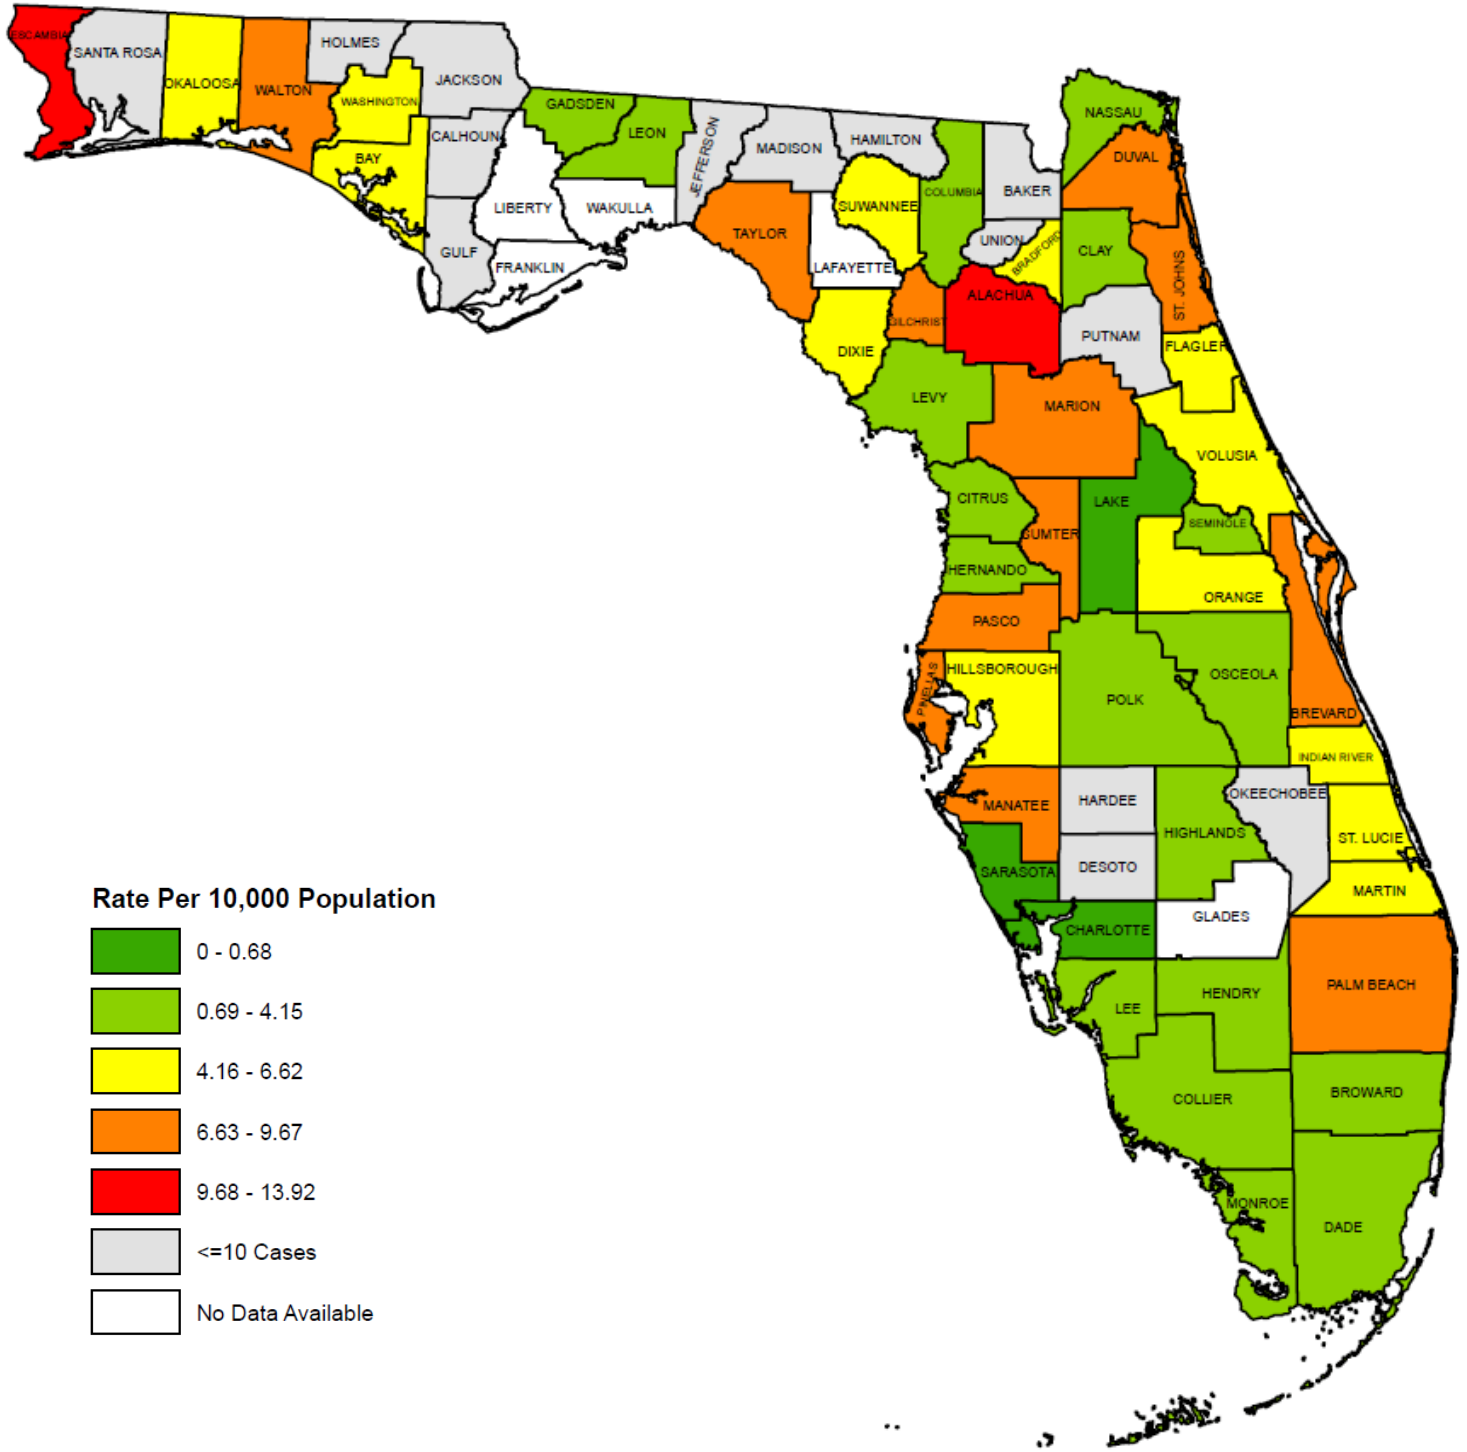 ESCAMBIA
SANTA ROSA
OKALOOSA
WALTON
HOLMES
WASHINGTON
BAY
JACKSON
CALHOUN
GULF
LIBERTY
FRANKLIN
GADSDEN
LEON
WAKULLA
JEFFERSON
MADISON
TAYLOR
HAMILTON
SUWANNEE
LAFAYETTE
DIXIE
COLUMBIA
GILCHRIST
BAKER
UNION
BRADFORD
ALACHUA
NASSAU
DUVAL
CLAY
ST. JOHNS
PUTNAM
FLAGLER
LEVY
MARION
VOLUSIA
CITRUS
SUMTER
LAKE
SEMINOLE
HERNANDO
ORANGE
PASCO
PINELLAS
HILLSBOROUGH
POLK
OSCEOLA
BREVARD
INDIAN RIVER
MANATEE
HARDEE
HIGHLANDS
OKEECHOBEE
ST. LUCIE
SARASOTA
DESOTO
MARTIN
CHARLOTTE
GLADES
LEE
HENDRY
PALM BEACH
COLLIER
BROWARD
MONROE
DADE
Rate Per 10,000 Population
0 - 0.68
0.69 - 4.15
4.16 - 6.62
6.63 - 9.67
9.68 - 13.92
<=10 Cases
No Data Available